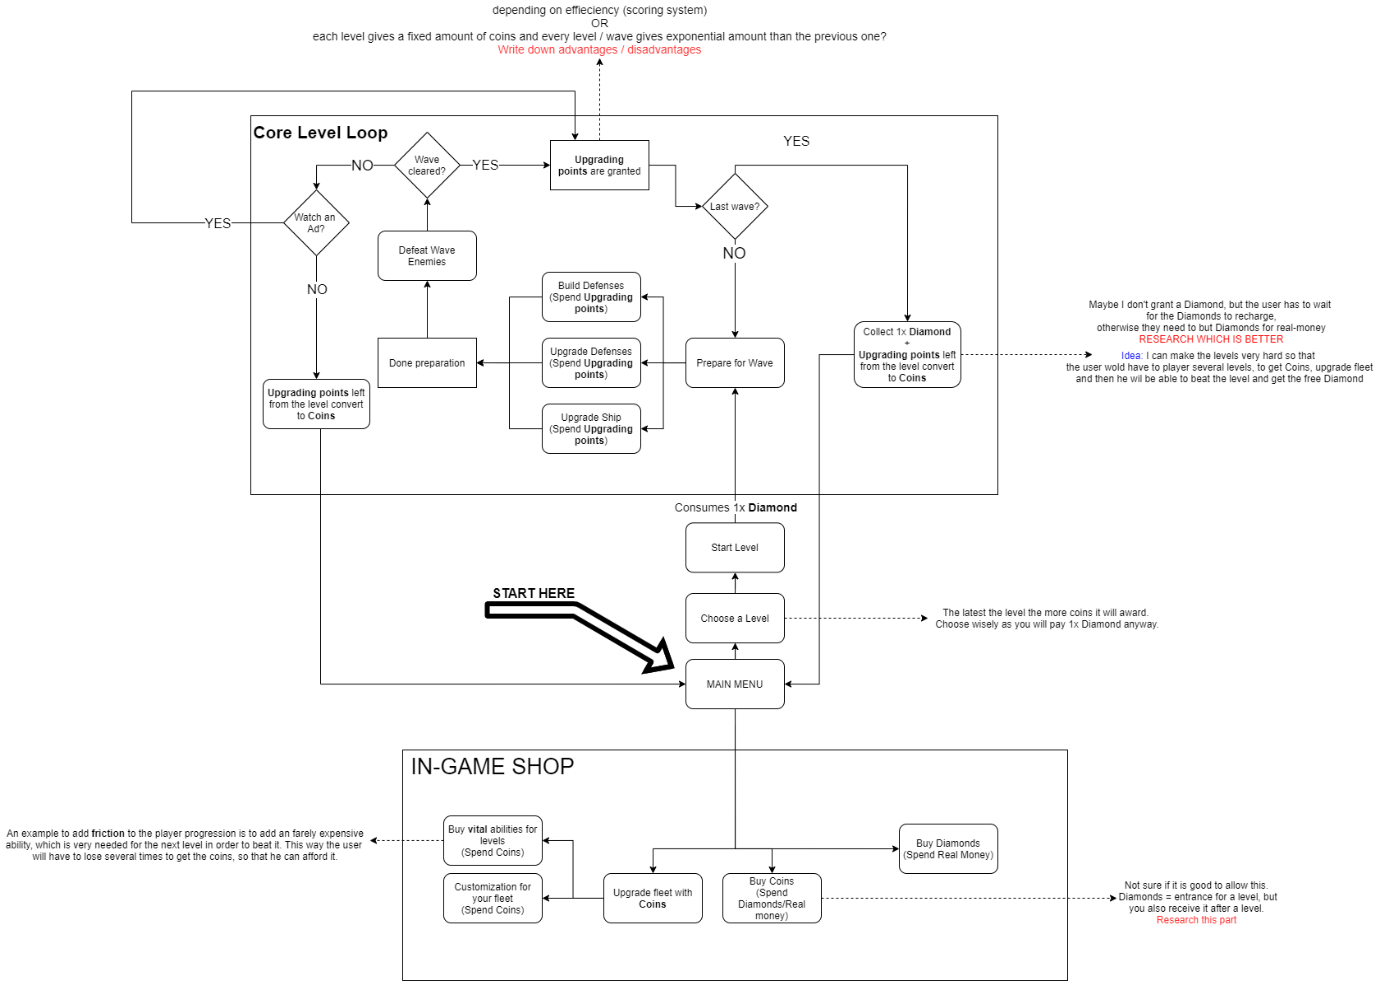 depending on effieciency (scoring system)
OR
each level gives a fixed amount of coins and every level / wave gives exponential amount than the previous one?
Write down advantages / disadvantages
Core Level Loop
Wave
cleared?
NO
YES
Upgrading
points are granted
YES
Last wave?
NO
Watch an
Ad?
YES
NO
Defeat Wave
Enemies
Build Defenses
(Spend Upgrading
points)
Upgrade Defenses
(Spend Upgrading
points)
Upgrade Ship
(Spend Upgrading
points)
Done preparation
Prepare for Wave
Collect 1x Diamond
+
Upgrading points left
from the level convert
to Coins
Upgrading points left
from the level convert
to Coins
Maybe I don't grant a Diamond, but the user has to wait
for the Diamonds to recharge,
otherwise they need to but Diamonds for real-money
RESEARCH WHICH IS BETTER
Idea: I can make the levels very hard so that
the user wold have to player several levels, to get Coins, upgrade fleet
and then he wil be able to beat the level and get the free Diamond
Consumes 1x Diamond
Start Level
START HERE
Choose a Level
The latest the level the more coins it will award.
Choose wisely as you will pay 1x Diamond anyway.
MAIN MENU
IN-GAME SHOP
An example to add friction to the player progression is to add an farely expensive
ability, which is very needed for the next level in order to beat it. This way the user
will have to lose several times to get the coins, so that he can afford it.
Buy vital abilities for
levels
(Spend Coins)
Customization for
your fleet
(Spend Coins)
Upgrade fleet with
Coins
Buy Coins
(Spend
Diamonds/Real
money)
Buy Diamonds
(Spend Real Money)
Not sure if it is good to allow this.
Diamonds = entrance for a level, but
you also receive it after a level.
Research this part